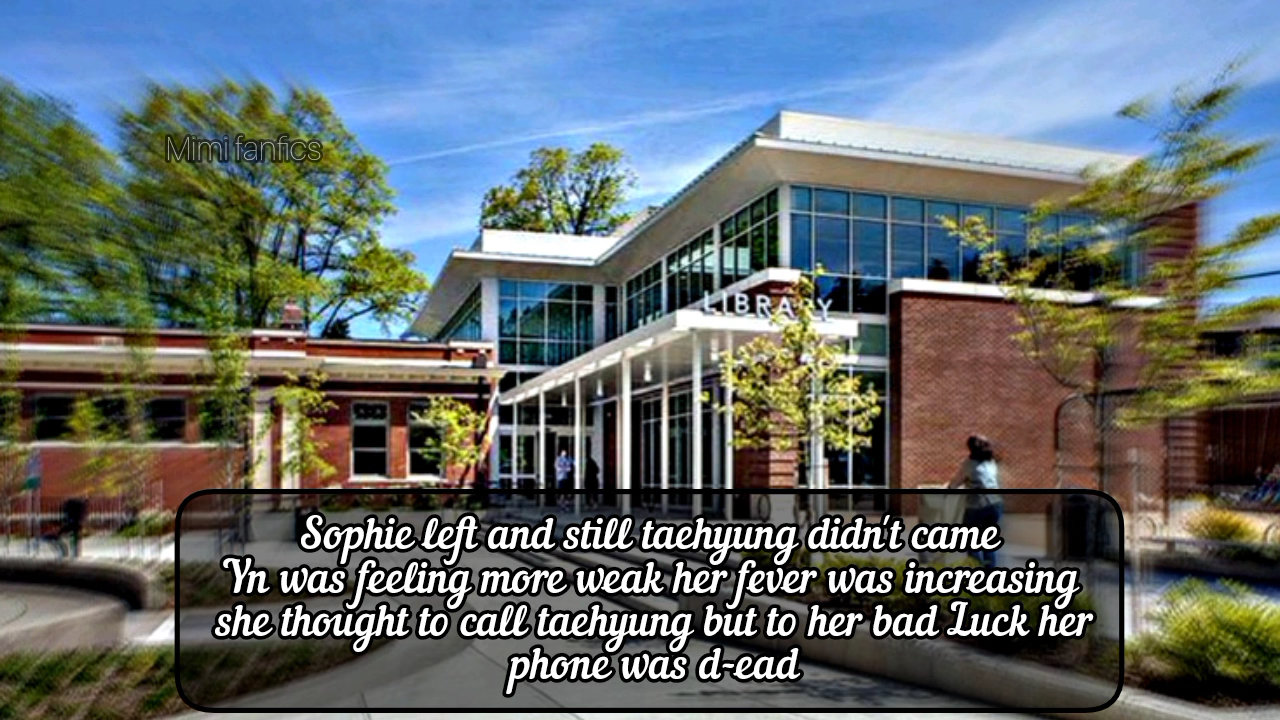 Mimi fanfics
LIBRARY
Sophie left and still taehyung didn't came
Yn was feeling more weak her fever was increasing
she thought to call taehyung but to her bad Luck her
phone was d-ead